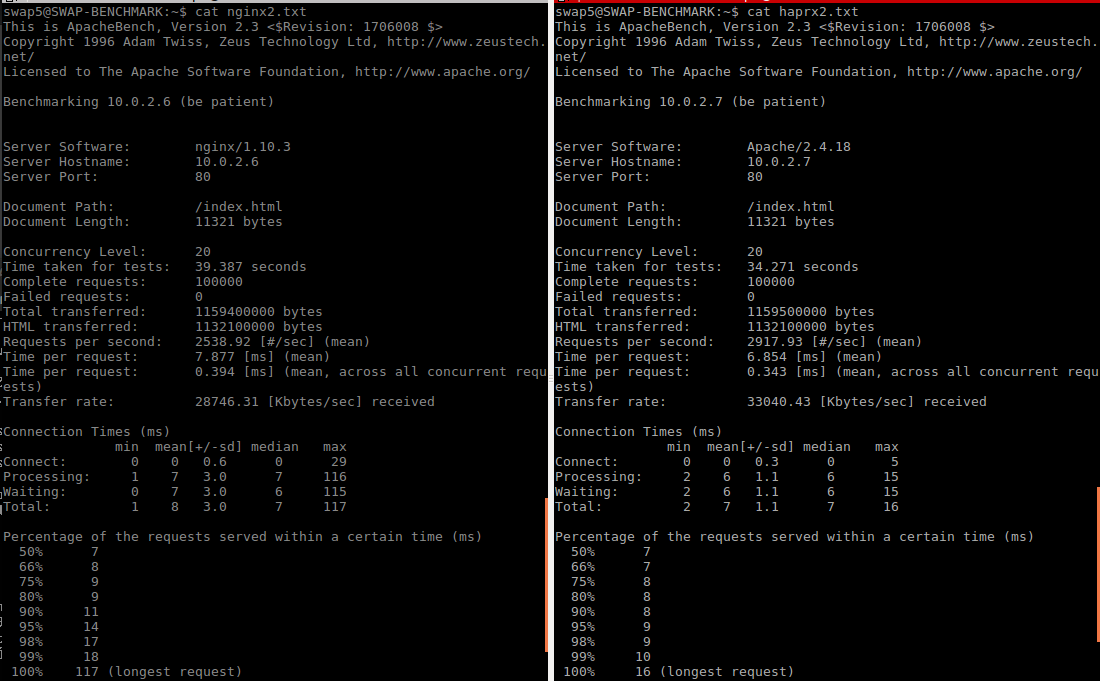 swap5@SWAP-BENCHMARK:~$ cat nginx2.txt
This is ApacheBench, Version 2.3 <$Revision: 1706008 $>
Copyright 1996 Adam Twiss, Zeus Technology Ltd, http://www.zeustech.
net/
Licensed to The Apache Software Foundation, http://www.apache.org/

Benchmarking 10.0.2.6 (be patient)


Server Software:        nginx/1.10.3
Server Hostname:        10.0.2.6
Server Port:            80

Document Path:          /index.html
Document Length:        11321 bytes

Concurrency Level:      20
Time taken for tests:   39.387 seconds
Complete requests:      100000
Failed requests:        0
Total transferred:      1159400000 bytes
HTML transferred:       1132100000 bytes
Requests per second:    2538.92 [#/sec] (mean)
Time per request:       7.877 [ms] (mean)
Time per request:       0.394 [ms] (mean, across all concurrent requ
ests)
Transfer rate:          28746.31 [Kbytes/sec] received

Connection Times (ms)
              min  mean[+/-sd] median   max
Connect:        0    0   0.6      0      29
Processing:     1    7   3.0      7     116
Waiting:        0    7   3.0      6     115
Total:          1    8   3.0      7     117

Percentage of the requests served within a certain time (ms)
  50%      7
  66%      8
  75%      9
  80%      9
  90%     11
  95%     14
  98%     17
  99%     18
 100%    117 (longest request)
swap5@SWAP-BENCHMARK:~$ cat haprx2.txt
This is ApacheBench, Version 2.3 <$Revision: 1706008 $>
Copyright 1996 Adam Twiss, Zeus Technology Ltd, http://www.zeustech.
net/
Licensed to The Apache Software Foundation, http://www.apache.org/

Benchmarking 10.0.2.7 (be patient)


Server Software:        Apache/2.4.18
Server Hostname:        10.0.2.7
Server Port:            80

Document Path:          /index.html
Document Length:        11321 bytes

Concurrency Level:      20
Time taken for tests:   34.271 seconds
Complete requests:      100000
Failed requests:        0
Total transferred:      1159500000 bytes
HTML transferred:       1132100000 bytes
Requests per second:    2917.93 [#/sec] (mean)
Time per request:       6.854 [ms] (mean)
Time per request:       0.343 [ms] (mean, across all concurrent requ
ests)
Transfer rate:          33040.43 [Kbytes/sec] received

Connection Times (ms)
              min  mean[+/-sd] median   max
Connect:        0    0   0.3      0       5
Processing:     2    6   1.1      6      15
Waiting:        2    6   1.1      6      15
Total:          2    7   1.1      7      16

Percentage of the requests served within a certain time (ms)
  50%      7
  66%      7
  75%      8
  80%      8
  90%      8
  95%      9
  98%      9
  99%     10
 100%     16 (longest request)